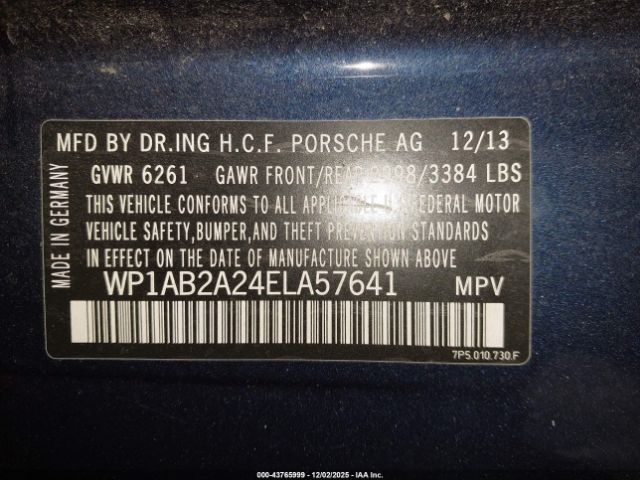 MFD BY DR.ING H.C.F. PORSCHE AG 12/13
GVWR 6261 GAWR FRONT/REAR /3384 LBS
THIS VEHICLE CONFORMS TO ALL APPLICABLE U.S. FEDERAL MOTOR
VEHICLE SAFETY,BUMPER,AND THEFT PREVENTION
STANDARDS IN EFFECT ON THE DATE OF MANUFACTURE SHOWN ABOVE
WP1AB2A24ELA57641 MPV
7P5.010.730.F
MADE IN GERMANY
000-43765999 - 12/02/2025 - IAA Inc.